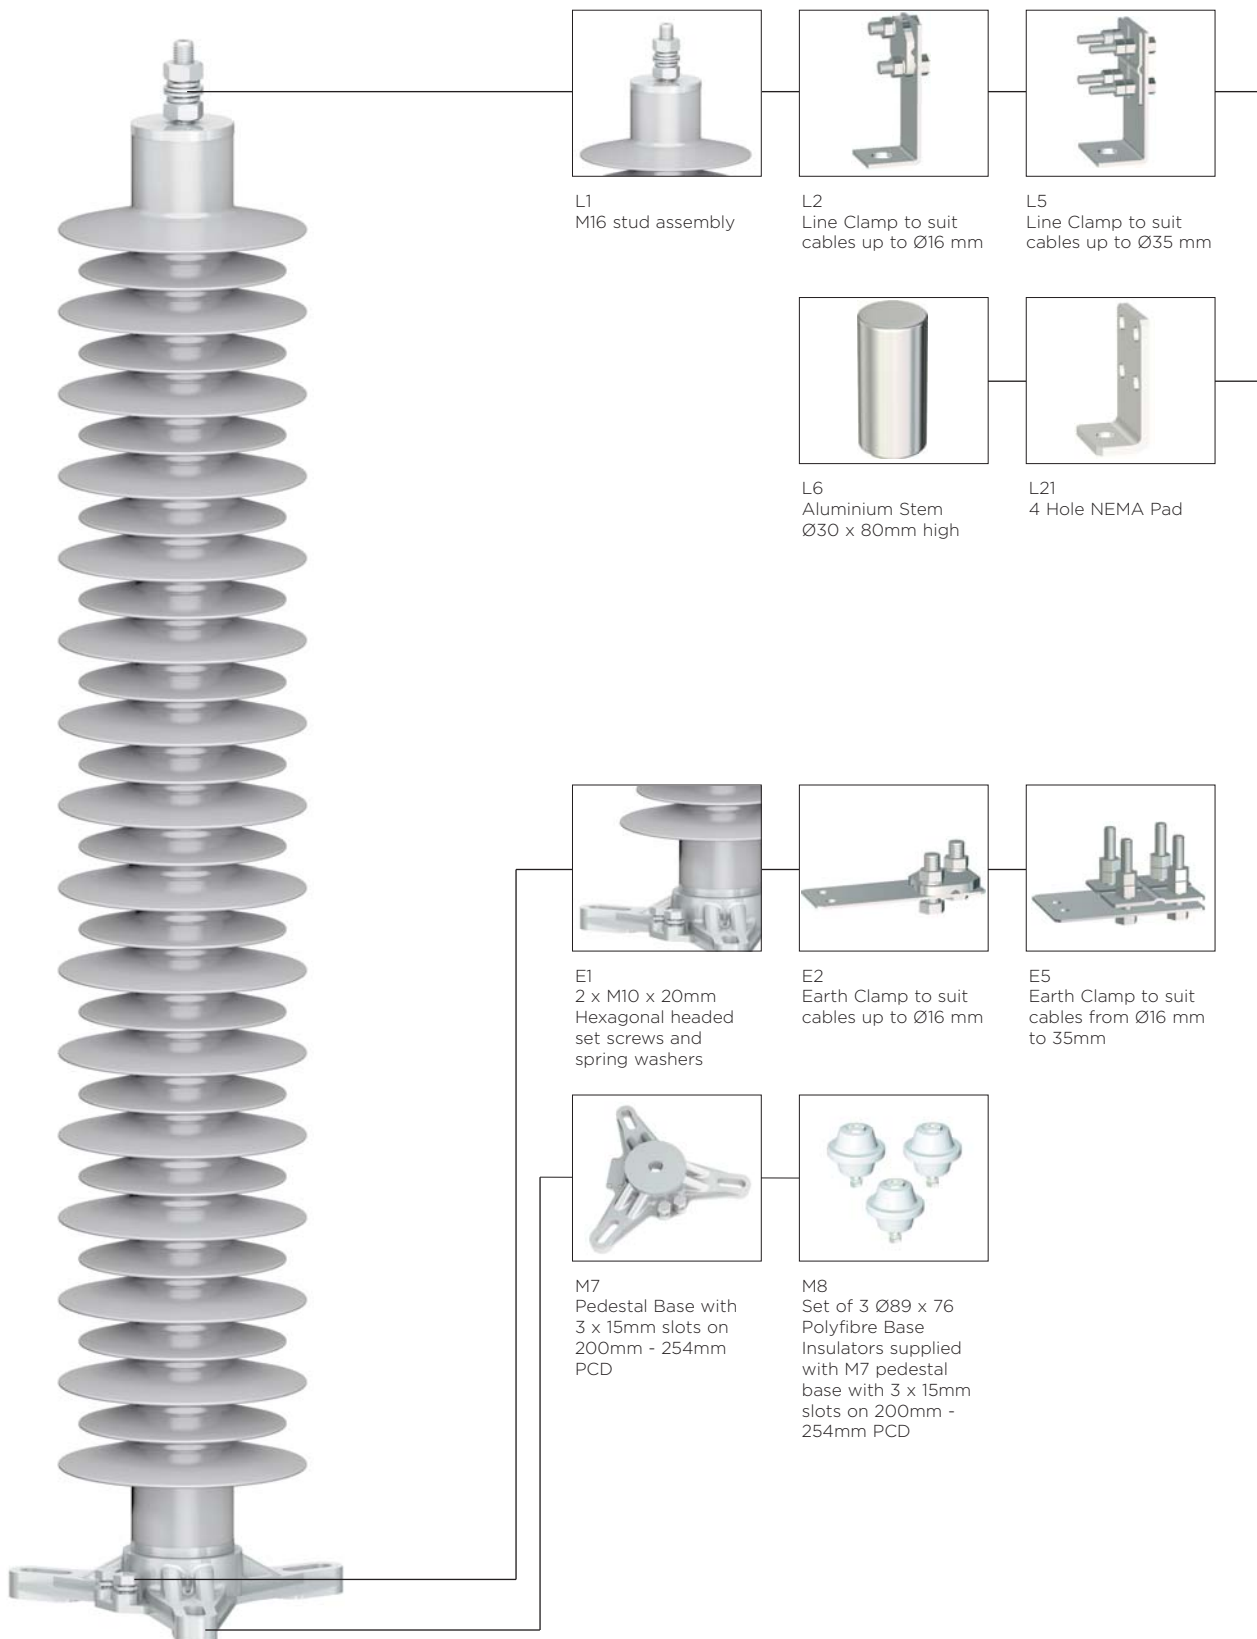 L1
M16 stud assembly
L2
Line Clamp to suit
cables up to Ø16 mm
L5
Line Clamp to suit
cables up to Ø35 mm
L6
Aluminium Stem
Ø30 x 80mm high
L21
4 Hole NEMA Pad
E1
2 x M10 x 20mm
Hexagonal headed
set screws and
spring washers
E2
Earth Clamp to suit
cables up to Ø16 mm
E5
Earth Clamp to suit
cables from Ø16 mm
to 35mm
M7
Pedestal Base with
3 x 15mm slots on
200mm - 254mm
PCD
M8
Set of 3 Ø89 x 76
Polyfibre Base
Insulators supplied
with M7 pedestal
base with 3 x 15mm
slots on 200mm -
254mm PCD